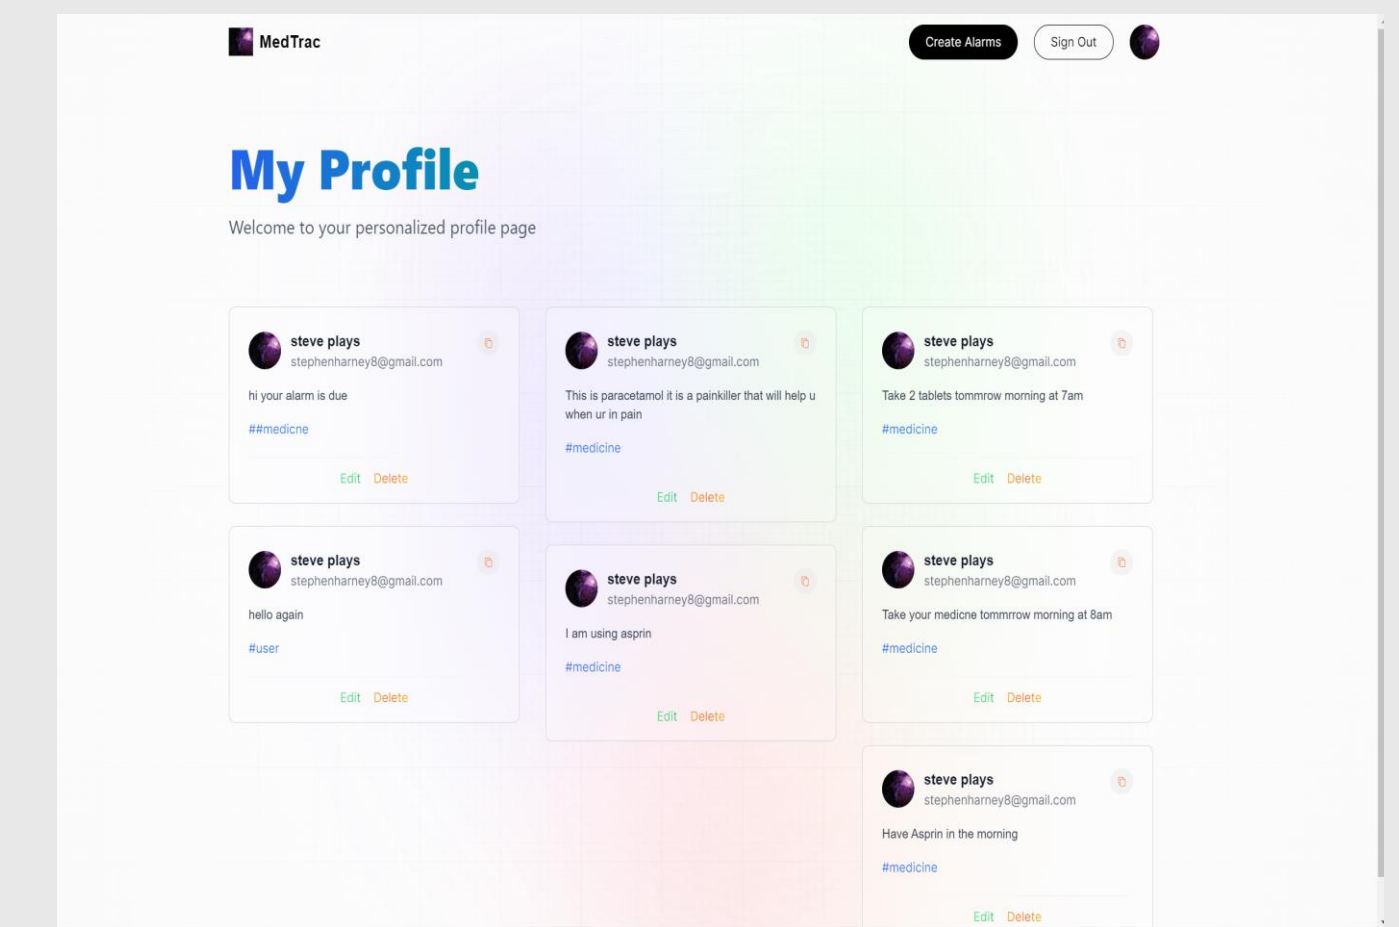 MedTrac
Create Alarms
Sign Out
My Profile
Welcome to your personalized profile page
steve plays
stephenharney8@gmail.com
hi your alarm is due
##medicne
Edit Delete
steve plays
stephenharney8@gmail.com
hello again
#user
Edit Delete
steve plays
stephenharney8@gmail.com
This is paracetamol it is a painkiller that will help u
when ur in pain
#medicine
Edit Delete
steve plays
stephenharney8@gmail.com
I am using asprin
#medicine
Edit Delete
steve plays
stephenharney8@gmail.com
Take 2 tablets tommrow morning at 7am
#medicine
Edit Delete
steve plays
stephenharney8@gmail.com
Take your medicne tommrrow morning at 8am
#medicine
Edit Delete
steve plays
stephenharney8@gmail.com
Have Asprin in the morning
#medicine
Edit Delete